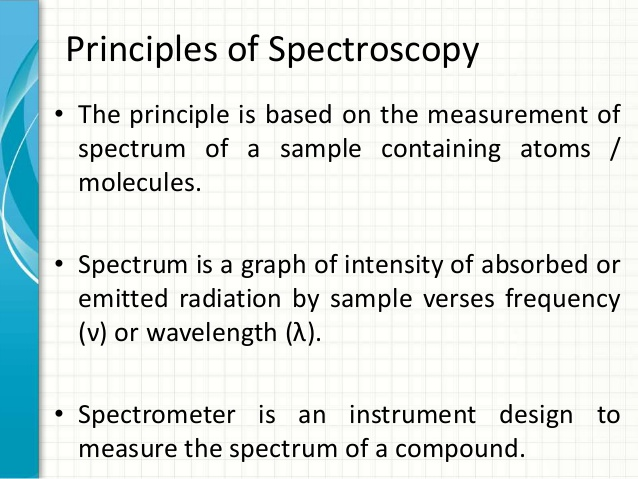 Principles of Spectroscopy
• The principle is based on the measurement of
spectrum of a sample containing atoms /
molecules.
• Spectrum is a graph of intensity of absorbed or
emitted radiation by sample verses frequency
(ν) or wavelength (λ).
• Spectrometer is an instrument design to
measure the spectrum of a compound.